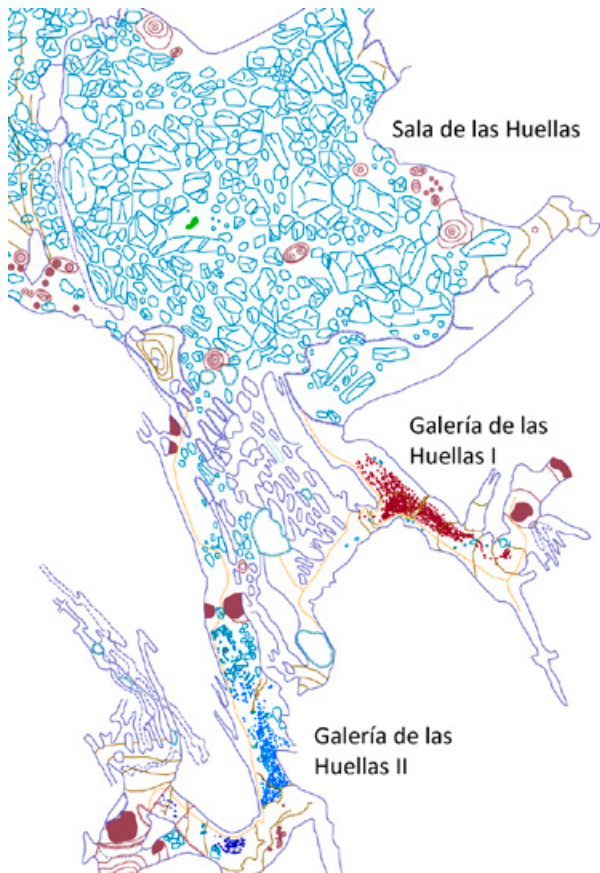 Sala de las Huellas
Galería de las
Huellas I
Galería de las
Huellas II